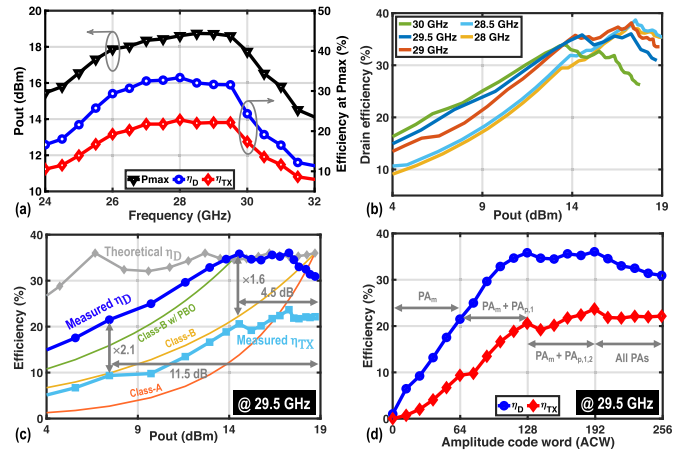 20
18
16
14
12
10
Pout (dBm)
50
40
30
20
10
Efficiency at Pmax (%)
Pmax ηD ηTX
24 26 28 30 32
Frequency (GHz)
(a)
40
30
20
10
Drain efficiency (%)
30 GHz 28.5 GHz
29.5 GHz 28 GHz
29 GHz
4 9 14 19
Pout (dBm)
(b)
40
30
20
10
0
Efficiency (%)
Theoretical ηD
Measured ηD
×1.6
4.5 dB
Class-B w/ PBO
Class-B
Measured ηTX
×2.1
11.5 dB
Class-A
@ 29.5 GHz
4 9 14 19
Pout (dBm)
(c)
40
30
20
10
0
Efficiency (%)
PAm
PAm + PAp,1
PAm + PAp,1,2
All PAs
ηD ηTX
@ 29.5 GHz
0 64 128 192 256
Amplitude code word (ACW)
(d)